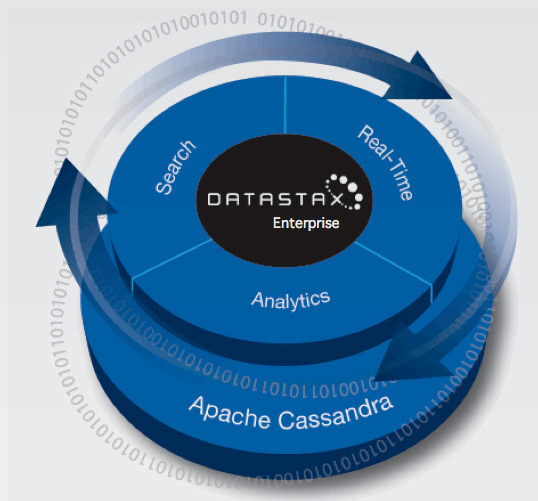 Search
Real-Time
DATASTAX
Enterprise
Analytics
Apache Cassandra